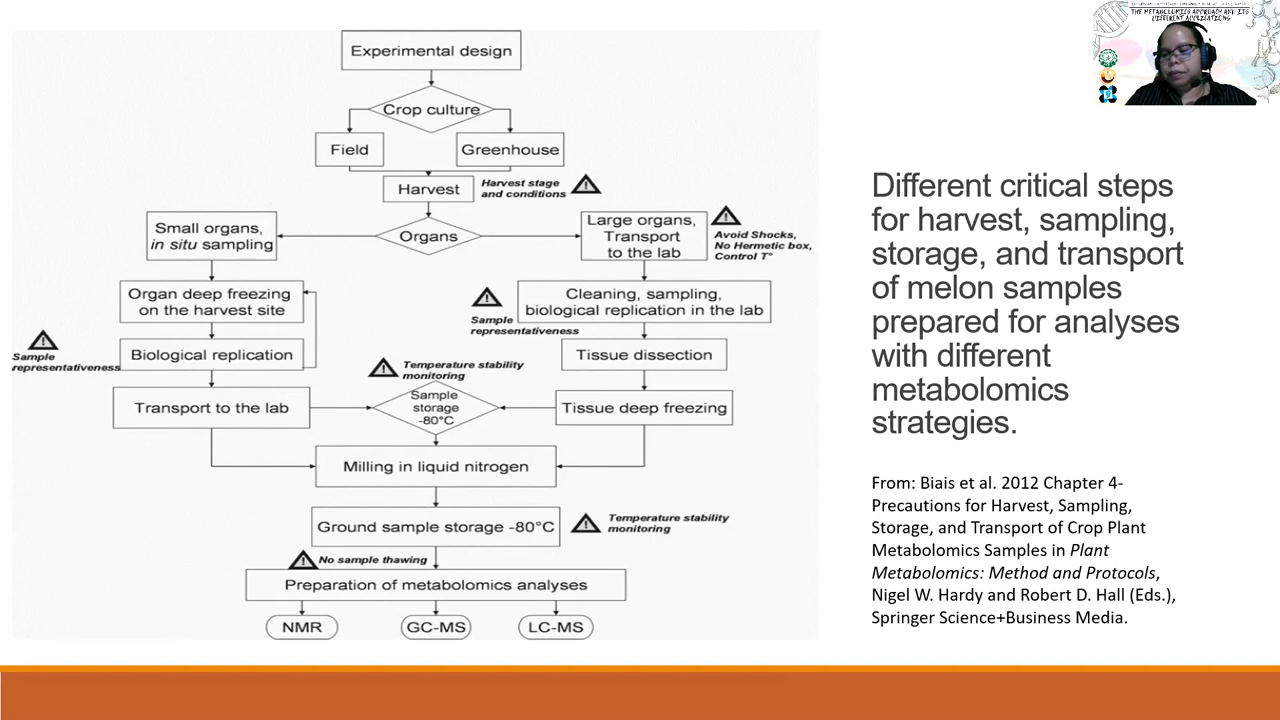 THE METABOLOMICS APPROACH AND ITS
DIFFERENT APPLICATIONS
Experimental design
Crop culture
Field
Greenhouse
Harvest
Harvest stage
and conditions
Organs
Small organs,
in situ sampling
Large organs,
Transport
to the lab
Avoid Shocks,
No Hermetic box,
Control T°
Organ deep freezing
on the harvest site
Cleaning, sampling,
biological replication in the lab
Sample
representativeness
Biological replication
Sample
representativeness
Tissue dissection
Temperature stability
monitoring
Transport to the lab
Sample
storage
-80°C
Tissue deep freezing
Milling in liquid nitrogen
Ground sample storage -80°C
Temperature stability
monitoring
No sample thawing
Preparation of metabolomics analyses
NMR
GC-MS
LC-MS
Different critical steps
for harvest, sampling,
storage, and transport
of melon samples
prepared for analyses
with different
metabolomics
strategies.
From: Biais et al. 2012 Chapter 4-
Precautions for Harvest, Sampling,
Storage, and Transport of Crop Plant
Metabolomics Samples in Plant
Metabolomics: Method and Protocols,
Nigel W. Hardy and Robert D. Hall (Eds.),
Springer Science+Business Media.